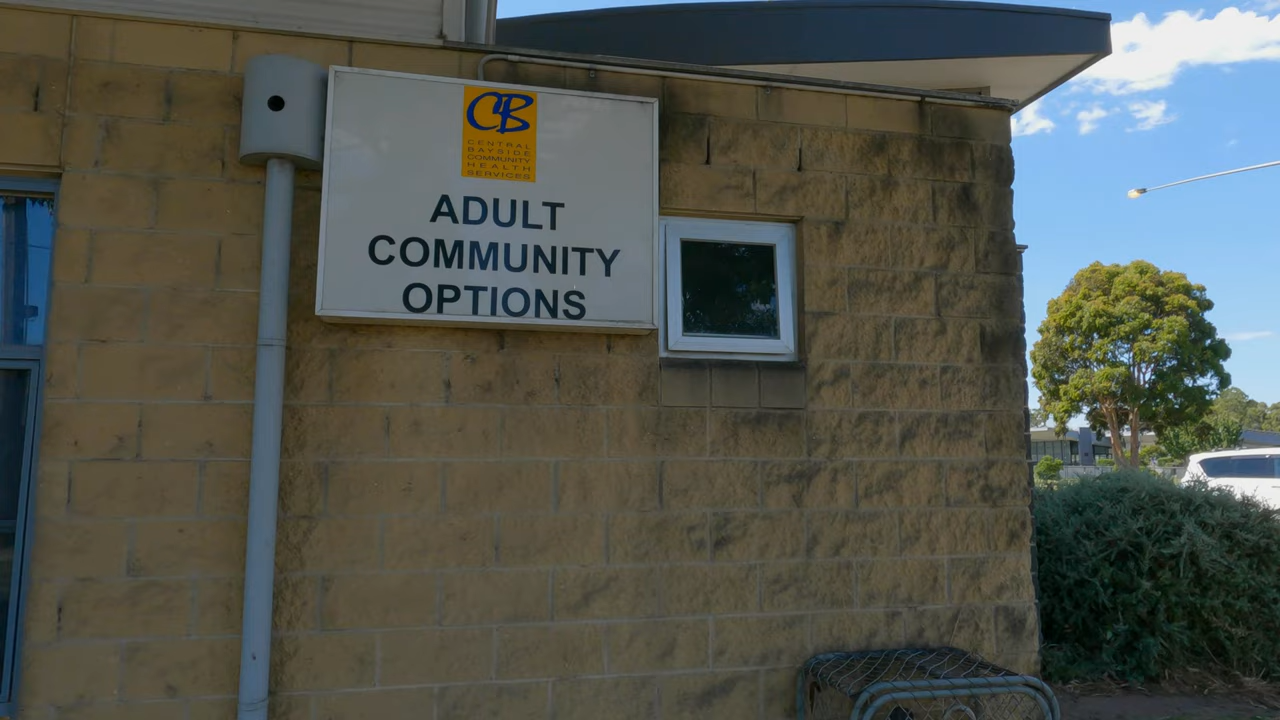 CB
CENTRAL
BAYSIDE
COMMUNITY
HEALTH
SERVICES
ADULT
COMMUNITY
OPTIONS